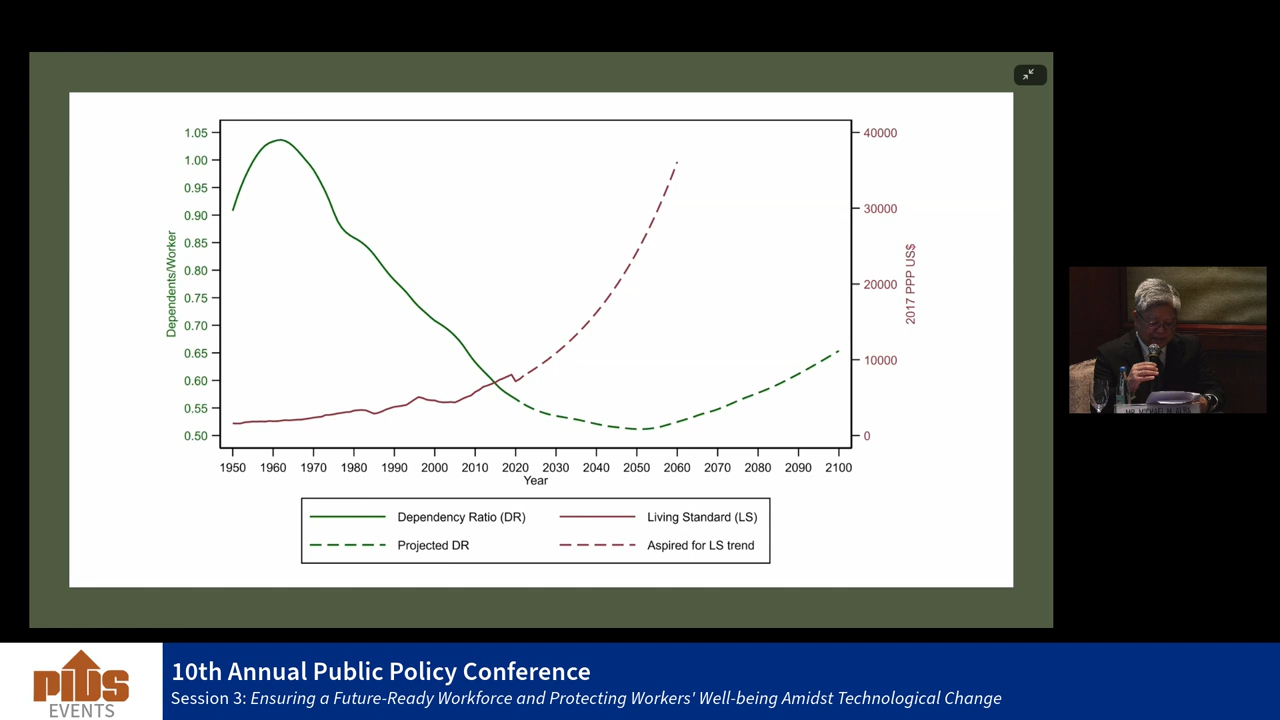 1.05
1.00
0.95
0.90
0.85
0.80
0.75
0.70
0.65
0.60
0.55
0.50
Dependents/Worker
40000
30000
20000
10000
0
2017 PPP US$
1950 1960 1970 1980 1990 2000 2010 2020 2030 2040 2050 2060 2070 2080 2090 2100
Year
Dependency Ratio (DR) Living Standard (LS)
Projected DR Aspired for LS trend
MR. MICHAEL M.
PIDS
EVENTS
10th Annual Public Policy Conference
Session 3: Ensuring a Future-Ready Workforce and Protecting Workers' Well-being Amidst Technological Change